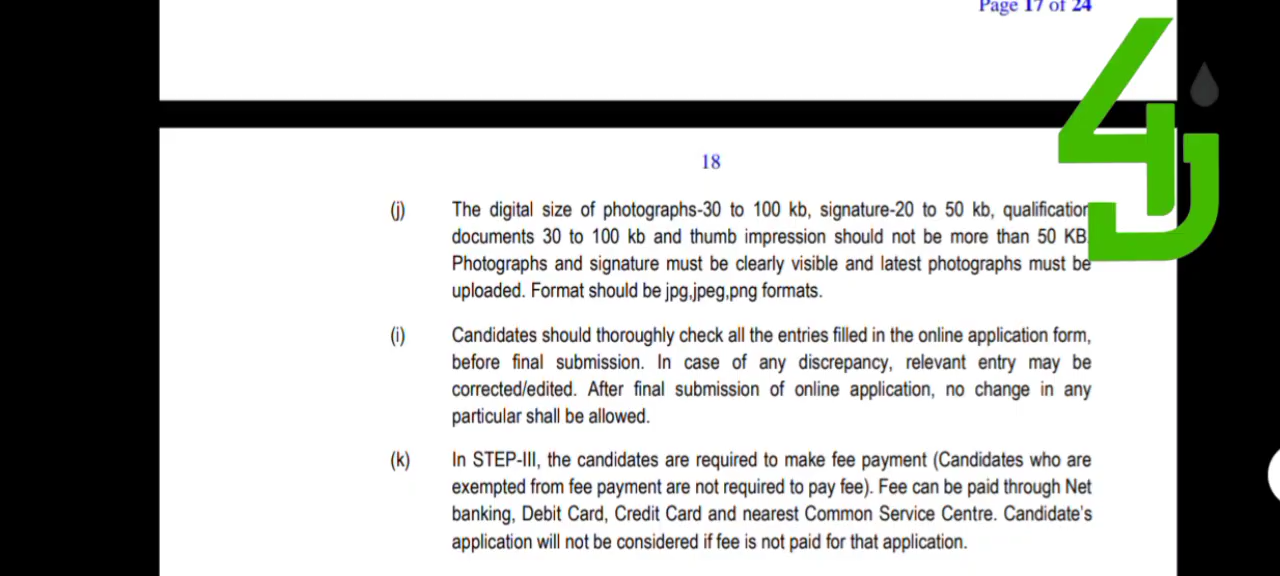 Page 17 of 24
18
(j) The digital size of photographs-30 to 100 kb, signature-20 to 50 kb, qualification
documents 30 to 100 kb and thumb impression should not be more than 50 KB.
Photographs and signature must be clearly visible and latest photographs must be
uploaded. Format should be jpg,jpeg,png formats.
(i) Candidates should thoroughly check all the entries filled in the online application form,
before final submission. In case of any discrepancy, relevant entry may be
corrected/edited. After final submission of online application, no change in any
particular shall be allowed.
(k) In STEP-III, the candidates are required to make fee payment (Candidates who are
exempted from fee payment are not required to pay fee). Fee can be paid through Net
banking, Debit Card, Credit Card and nearest Common Service Centre. Candidate's
application will not be considered if fee is not paid for that application.
4J